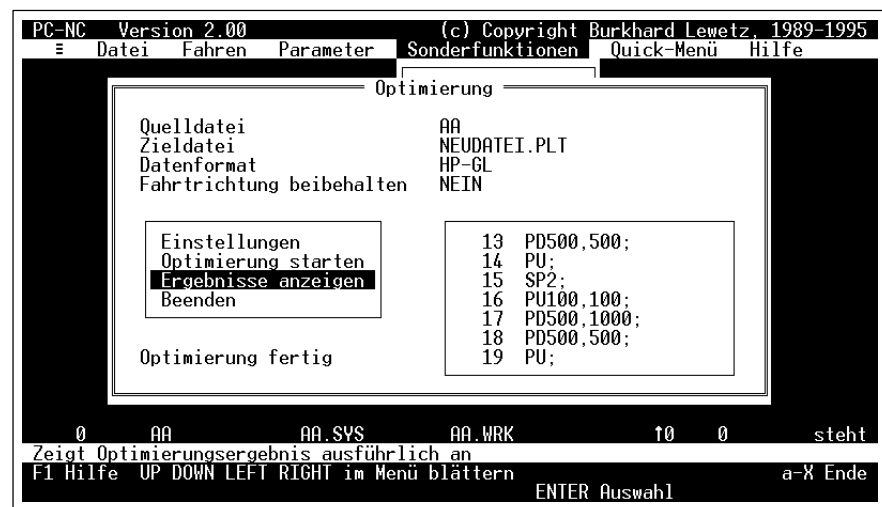 PC-NC Version 2.00 (c) Copyright Burkhard Lewetz, 1989-1995
≡ Datei Fahren Parameter Sonderfunktionen Quick-Menü Hilfe
Optimierung
Quelldatei AA
Zieldatei NEUDATEI.PLT
Datenformat HP-GL
Fahrtrichtung beibehalten NEIN
Einstellungen
Optimierung starten
Ergebnisse anzeigen
Beenden
13 PD500,500;
14 PU;
15 SP2;
16 PU100,100;
17 PD500,1000;
18 PD500,500;
19 PU;
Optimierung fertig
0 AA AA.SYS AA.WRK ↑0 0 steht
Zeigt Optimierungsergebnis ausführlich an
F1 Hilfe UP DOWN LEFT RIGHT im Menü blättern a-X Ende
ENTER Auswahl